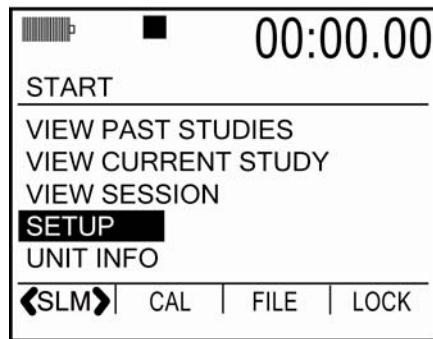 00:00.00
START
VIEW PAST STUDIES
VIEW CURRENT STUDY
VIEW SESSION
SETUP
UNIT INFO
❮SLM❯ CAL FILE LOCK